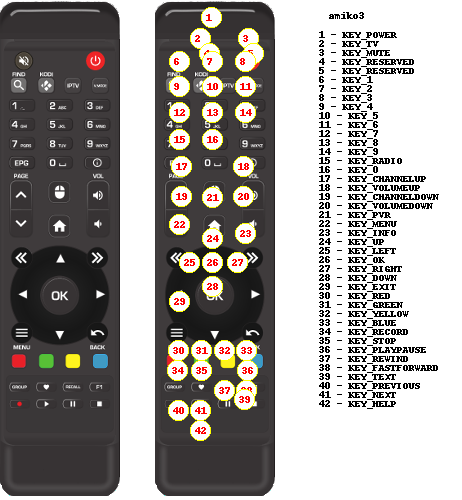 FIND KODI
IPTV
1 2 ABC 3 DEF
4 GHI 5 JKL 6 MNO
7 PQRS 8 TUV 9 WXYZ
EPG 0
PAGE VOL
OK
MENU BACK
GROUP RECALL F1
1
2 3
6 7 8
FIND KODI
9 10 11
12 13 14
15 16
17 18
19 21 20
22 24 23
25 26 27
28
29
MENU BACK
30 31 32 33
34 35 36
GROUP
37 39
40 41
42
amiko3
1 - KEY_POWER
2 - KEY_TV
3 - KEY_MUTE
4 - KEY_RESERVED
5 - KEY_RESERVED
6 - KEY_1
7 - KEY_2
8 - KEY_3
9 - KEY_4
10 - KEY_5
11 - KEY_6
12 - KEY_7
13 - KEY_8
14 - KEY_9
15 - KEY_RADIO
16 - KEY_0
17 - KEY_CHANNELUP
18 - KEY_VOLUMEUP
19 - KEY_CHANNELDOWN
20 - KEY_VOLUMEDOWN
21 - KEY_PVR
22 - KEY_MENU
23 - KEY_INFO
24 - KEY_UP
25 - KEY_LEFT
26 - KEY_OK
27 - KEY_RIGHT
28 - KEY_DOWN
29 - KEY_EXIT
30 - KEY_RED
31 - KEY_GREEN
32 - KEY_YELLOW
33 - KEY_BLUE
34 - KEY_RECORD
35 - KEY_STOP
36 - KEY_PLAYPAUSE
37 - KEY_REWIND
38 - KEY_FASTFORWARD
39 - KEY_TEXT
40 - KEY_PREVIOUS
41 - KEY_NEXT
42 - KEY_HELP